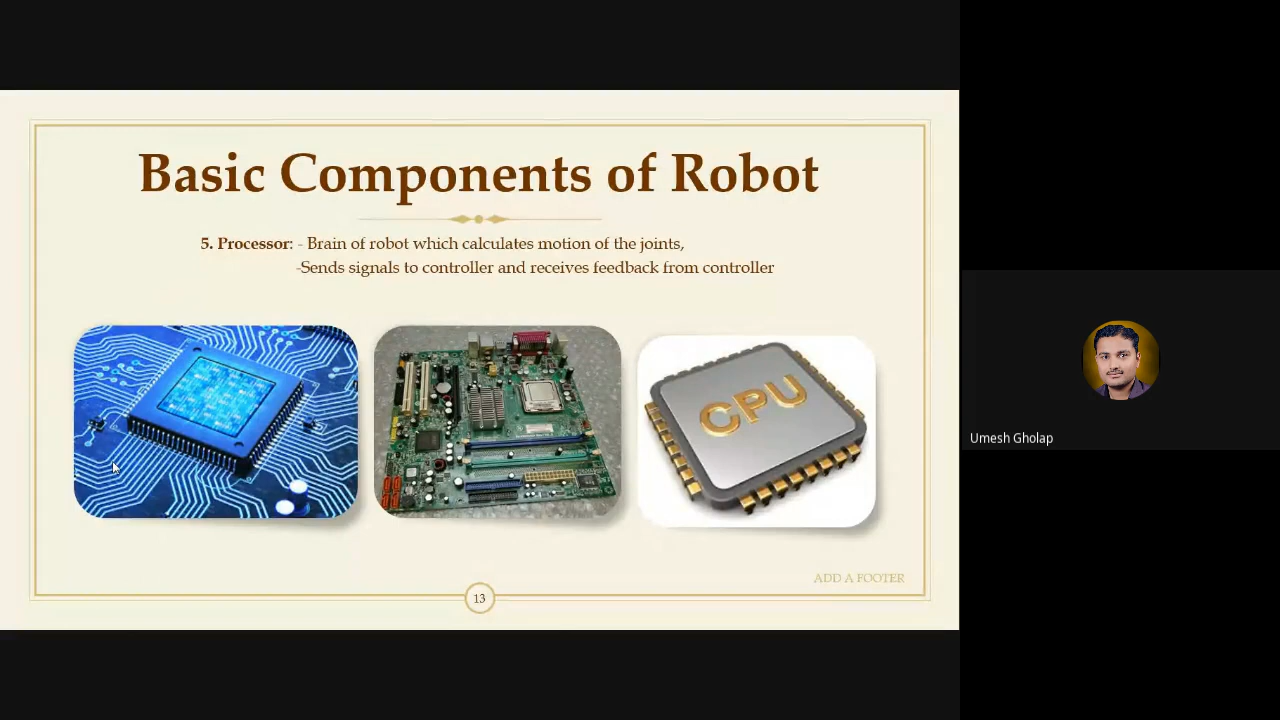 Basic Components of Robot
5. Processor: - Brain of robot which calculates motion of the joints,
-Sends signals to controller and receives feedback from controller
CPU
ADD A FOOTER
13
Umesh Gholap